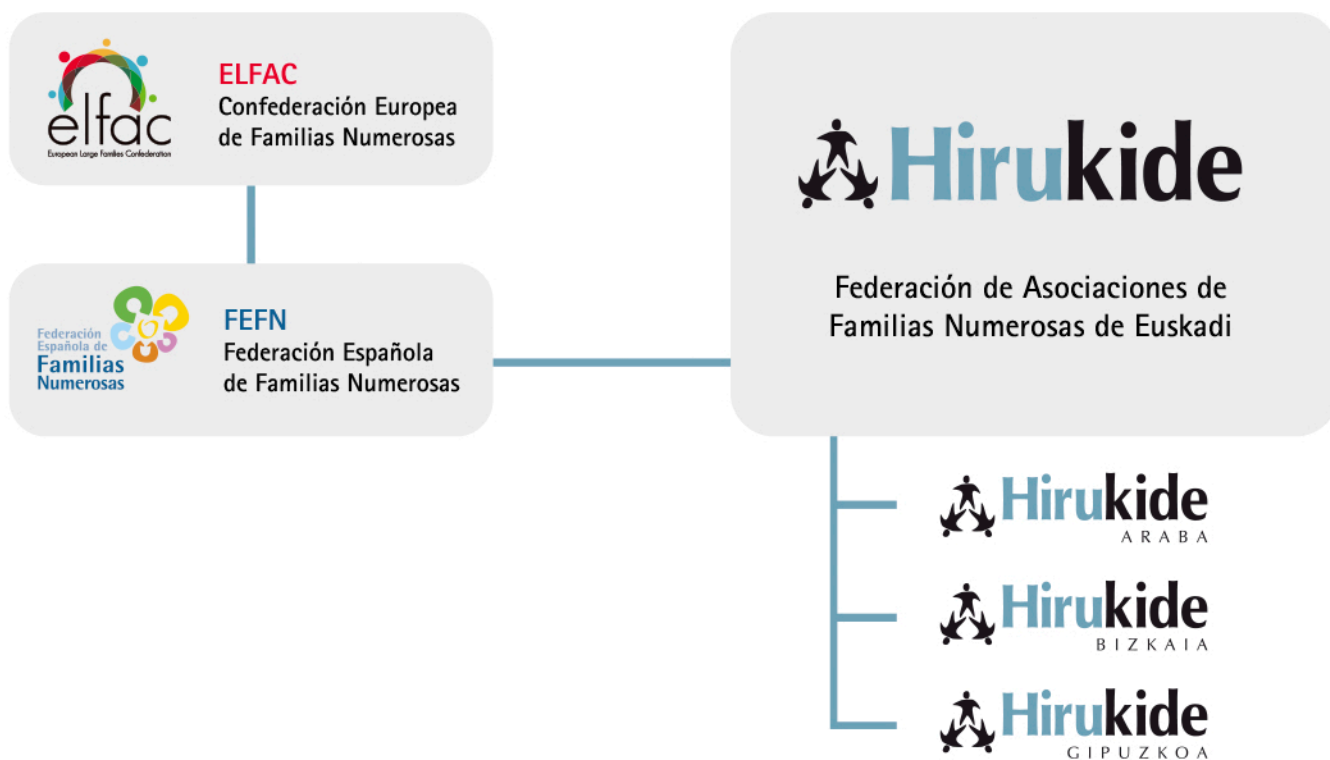 elfac
European Large Families Confederation
ELFAC
Confederación Europea
de Familias Numerosas
Federación
Española de
Familias
Numerosas
FEFN
Federación Española
de Familias Numerosas
Hirukide
Federación de Asociaciones de
Familias Numerosas de Euskadi
Hirukide
ARABA
Hirukide
BIZKAIA
Hirukide
GIPUZKOA